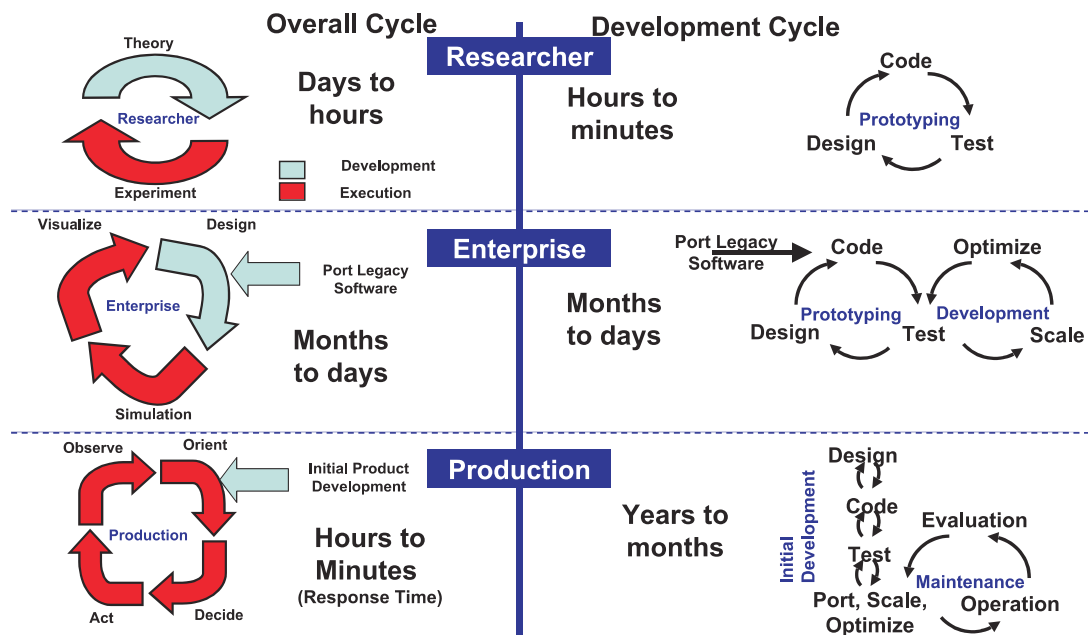 Overall Cycle
Development Cycle
Researcher
Theory
Researcher
Experiment
Days to
hours
Development
Execution
Hours to
minutes
Code
Prototyping
Design
Test
Enterprise
Visualize
Design
Enterprise
Port Legacy
Software
Simulation
Months
to days
Months
to days
Port Legacy
Software
Code
Optimize
Prototyping
Development
Design
Test
Scale
Production
Observe
Orient
Production
Initial Product
Development
Act
Decide
Hours to
Minutes
(Response Time)
Years to
months
Initial
Development
Design
Code
Test
Port, Scale,
Optimize
Evaluation
Maintenance
Operation